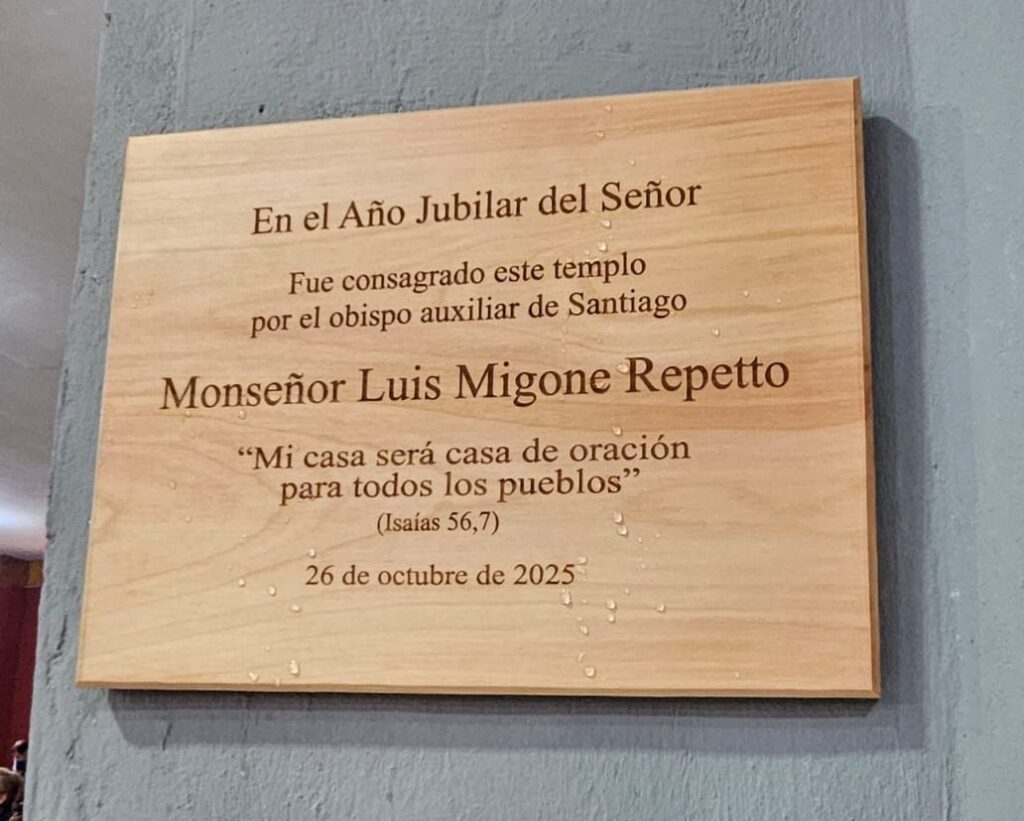 En el Año Jubilar del Señor
Fue consagrado este templo
por el obispo auxiliar de Santiago
Monseñor Luis Migone Repetto
“Mi casa será casa de oración
para todos los pueblos”
(Isaías 56,7)
26 de octubre de 2025